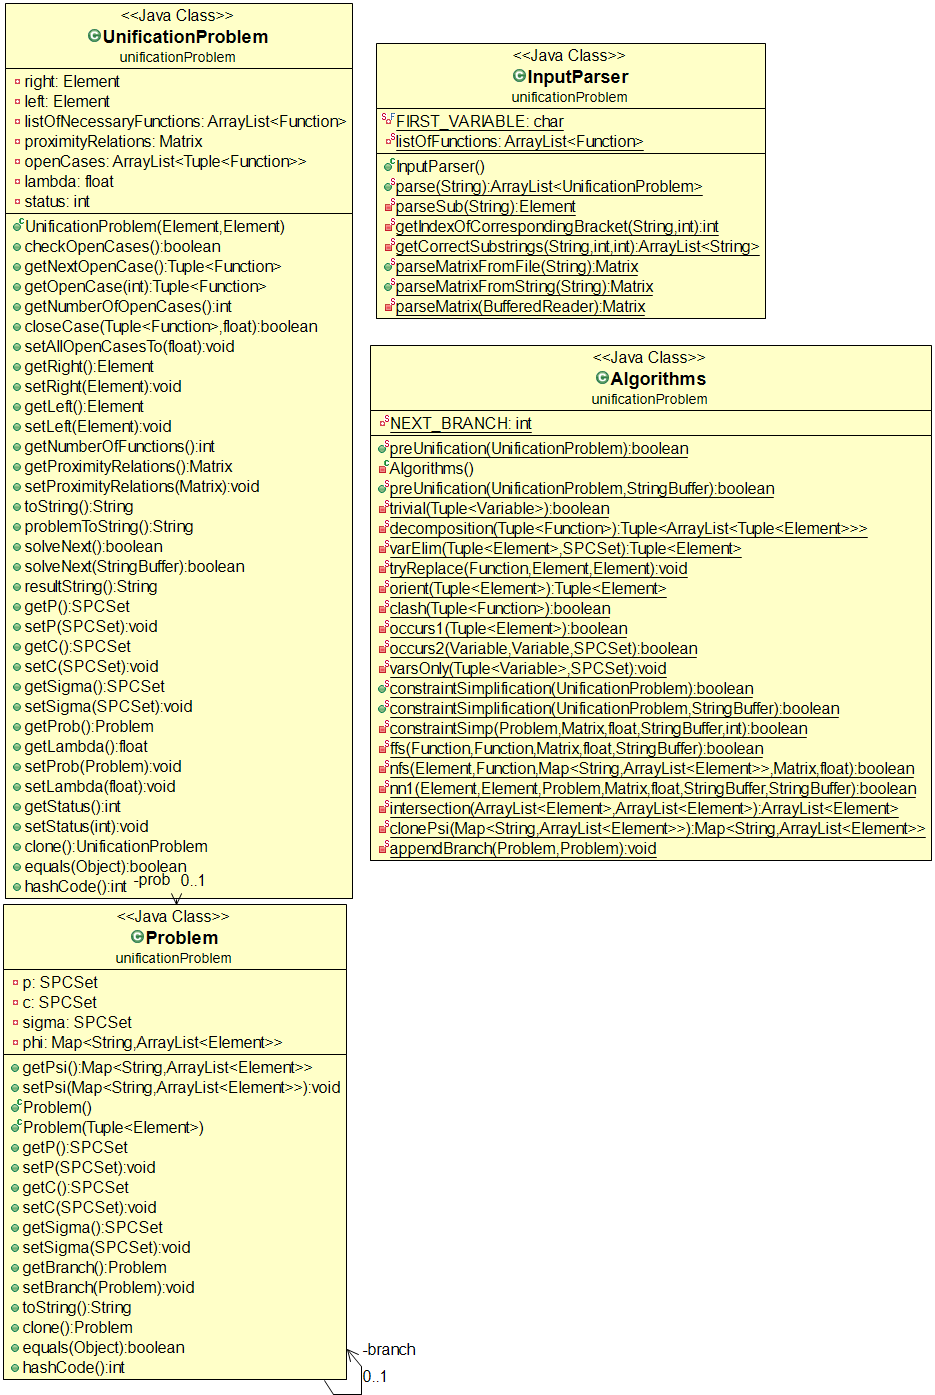 <<Java Class>>
UnificationProblem
unificationProblem
right: Element
left: Element
listOfNecessaryFunctions: ArrayList<Function>
proximityRelations: Matrix
openCases: ArrayList<Tuple<Function>>
lambda: float
status: int
UnificationProblem(Element,Element)
checkOpenCases():boolean
getNextOpenCase():Tuple<Function>
getOpenCase(int):Tuple<Function>
getNumberOfOpenCases():int
closeCase(Tuple<Function>,float):boolean
setAllOpenCasesTo(float):void
getRight():Element
setRight(Element):void
getLeft():Element
setLeft(Element):void
getNumberOfFunctions():int
getProximityRelations():Matrix
setProximityRelations(Matrix):void
toString():String
problemToString():String
solveNext():boolean
solveNext(StringBuffer):boolean
resultString():String
getP():SPCSet
setP(SPCSet):void
getC():SPCSet
setC(SPCSet):void
getSigma():SPCSet
setSigma(SPCSet):void
getProb():Problem
getLambda():float
setProb(Problem):void
setLambda(float):void
getStatus():int
setStatus(int):void
clone():UnificationProblem
equals(Object):boolean
hashCode():int
-prob 0..1
<<Java Class>>
Problem
unificationProblem
p: SPCSet
c: SPCSet
sigma: SPCSet
phi: Map<String,ArrayList<Element>>
getPsi():Map<String,ArrayList<Element>>
setPsi(Map<String,ArrayList<Element>>):void
Problem()
Problem(Tuple<Element>)
getP():SPCSet
setP(SPCSet):void
getC():SPCSet
setC(SPCSet):void
getSigma():SPCSet
setSigma(SPCSet):void
getBranch():Problem
setBranch(Problem):void
toString():String
clone():Problem
equals(Object):boolean
hashCode():int
-branch
0..1
<<Java Class>>
InputParser
unificationProblem
FIRST_VARIABLE: char
listOfFunctions: ArrayList<Function>
InputParser()
parse(String):ArrayList<UnificationProblem>
parseSub(String):Element
getIndexOfCorrespondingBracket(String,int):int
getCorrectSubstrings(String,int,int):ArrayList<String>
parseMatrixFromFile(String):Matrix
parseMatrixFromString(String):Matrix
parseMatrix(BufferedReader):Matrix
<<Java Class>>
Algorithms
unificationProblem
NEXT_BRANCH: int
preUnification(UnificationProblem):boolean
Algorithms()
preUnification(UnificationProblem,StringBuffer):boolean
trivial(Tuple<Variable>):boolean
decomposition(Tuple<Function>):Tuple<ArrayList<Tuple<Element>>>
varElim(Tuple<Element>,SPCSet):Tuple<Element>
tryReplace(Function,Element,Element):void
orient(Tuple<Element>):Tuple<Element>
clash(Tuple<Function>):boolean
occurs1(Tuple<Element>):boolean
occurs2(Variable,Variable,SPCSet):boolean
varsOnly(Tuple<Variable>,SPCSet):void
constraintSimplification(UnificationProblem):boolean
constraintSimplification(UnificationProblem,StringBuffer):boolean
constraintSimp(Problem,Matrix,float,StringBuffer,int):boolean
ffs(Function,Function,Matrix,float,StringBuffer):boolean
nfs(Element,Function,Map<String,ArrayList<Element>>,Matrix,float):boolean
nn1(Element,Element,Problem,Matrix,float,StringBuffer,StringBuffer):boolean
intersection(ArrayList<Element>,ArrayList<Element>):ArrayList<Element>
clonePsi(Map<String,ArrayList<Element>>):Map<String,ArrayList<Element>>
appendBranch(Problem,Problem):void